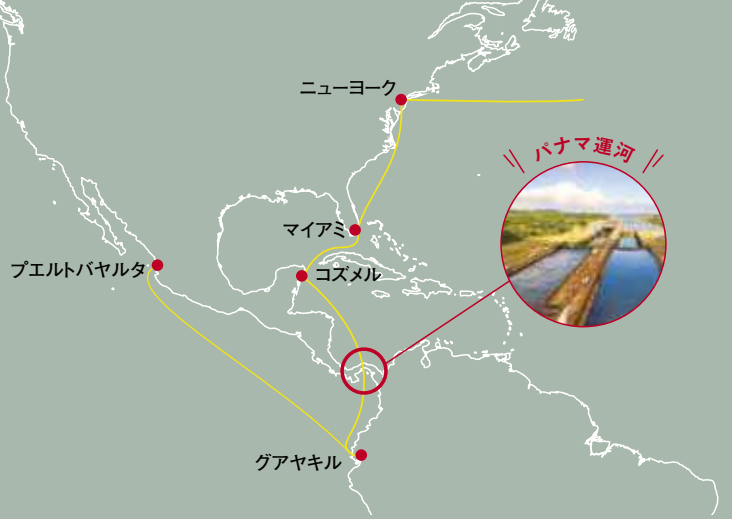 ニューヨーク
パナマ運河
マイアミ
プエルトバヤルタ
コズメル
グアヤキル